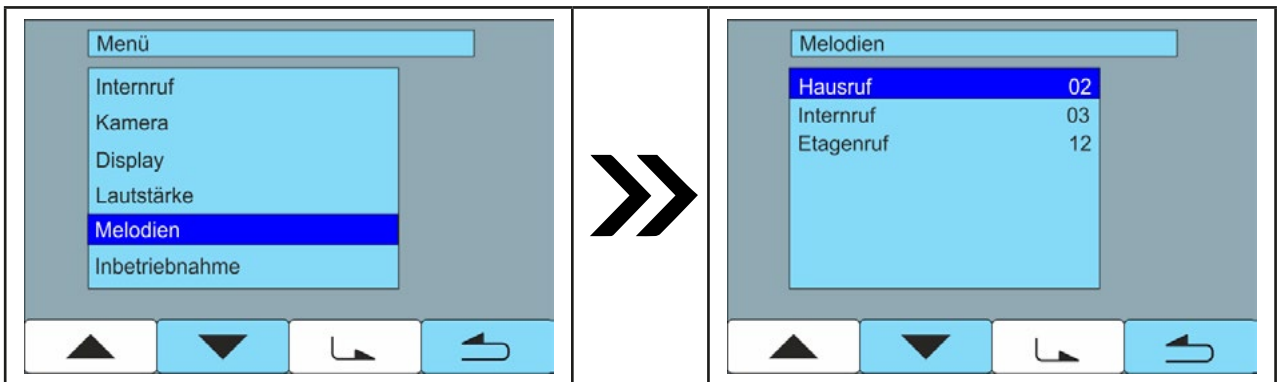 Menü
Internruf
Kamera
Display
Lautstärke
Melodien
Inbetriebnahme
Melodien
Hausruf 02
Internruf 03
Etagenruf 12